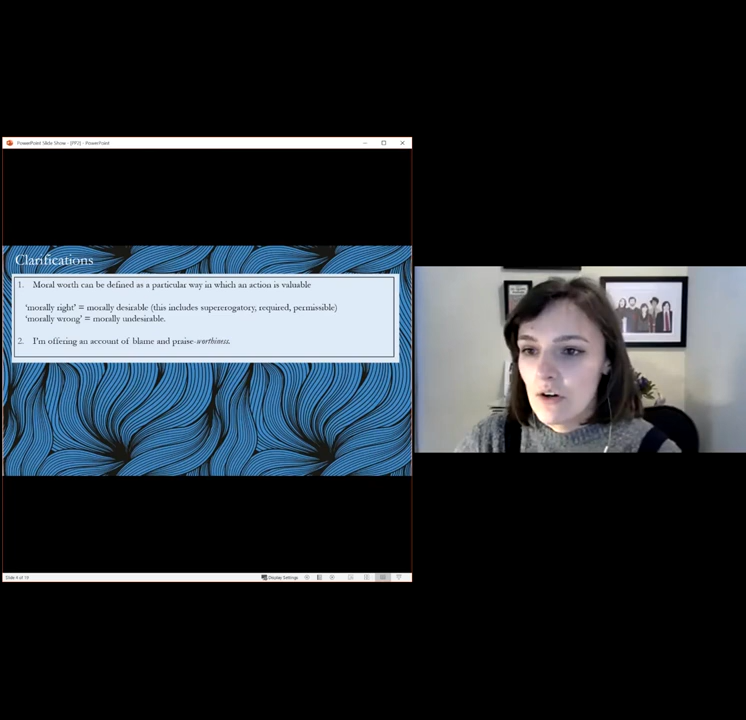 PowerPoint Slide Show - [PP2] - PowerPoint
Clarifications
1. Moral worth can be defined as a particular way in which an action is valuable
‘morally right’ = morally desirable (this includes supererogatory, required, permissible)
‘morally wrong’ = morally undesirable.
2. I’m offering an account of blame and praise-worthiness.
Display Settings